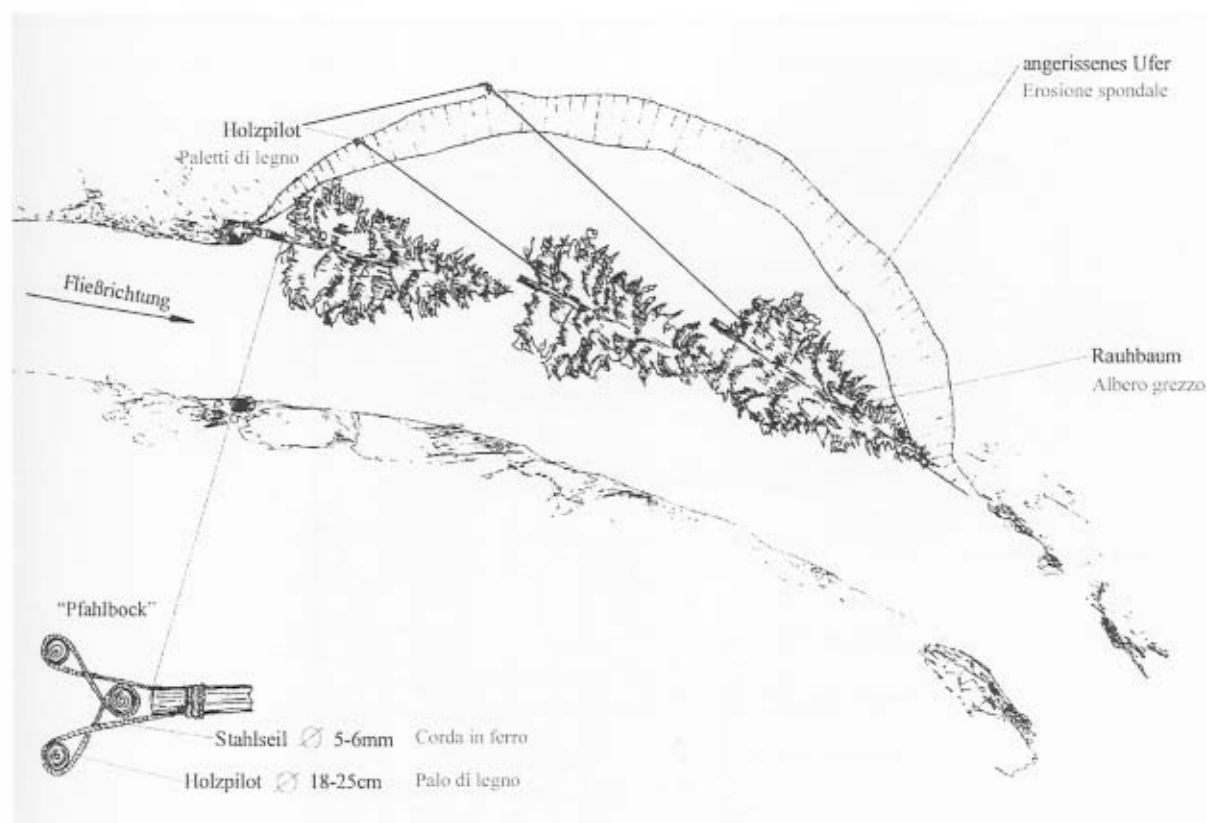 angerissenes Ufer
Erosione spondale
Holzpilot
Paletti di legno
Fließrichtung
Rauhbaum
Albero grezzo
“Pfahlbock”
Stahlseil ∅ 5-6mm Corda in ferro
Holzpilot ∅ 18-25cm Palo di legno